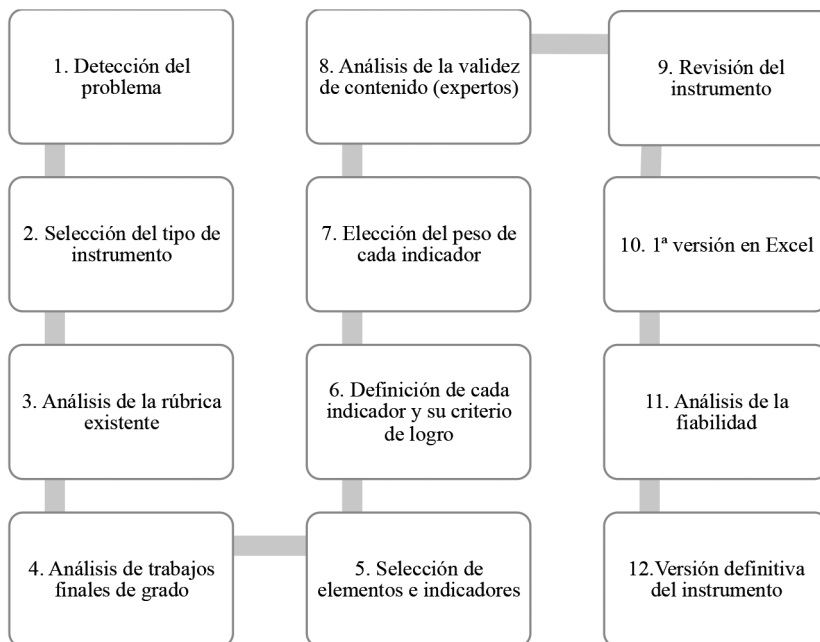 1. Detección del
problema
2. Selección del tipo de
instrumento
3. Análisis de la rúbrica
existente
4. Análisis de trabajos
finales de grado
5. Selección de
elementos e indicadores
6. Definición de cada
indicador y su criterio
de logro
7. Elección del peso de
cada indicador
8. Análisis de la validez
de contenido (expertos)
9. Revisión del
instrumento
10. 1ª versión en Excel
11. Análisis de la
fiabilidad
12.Versión definitiva
del instrumento